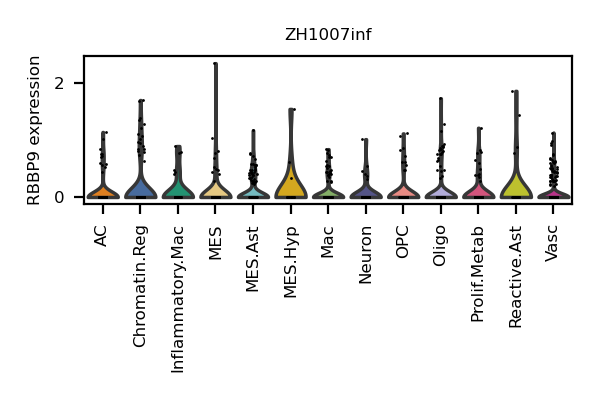 ZH1007inf
RBBP9 expression
2
0
AC
Chromatin.Reg
Inflammatory.Mac
MES
MES.Ast
MES.Hyp
Mac
Neuron
OPC
Oligo
Prolif.Metab
Reactive.Ast
Vasc